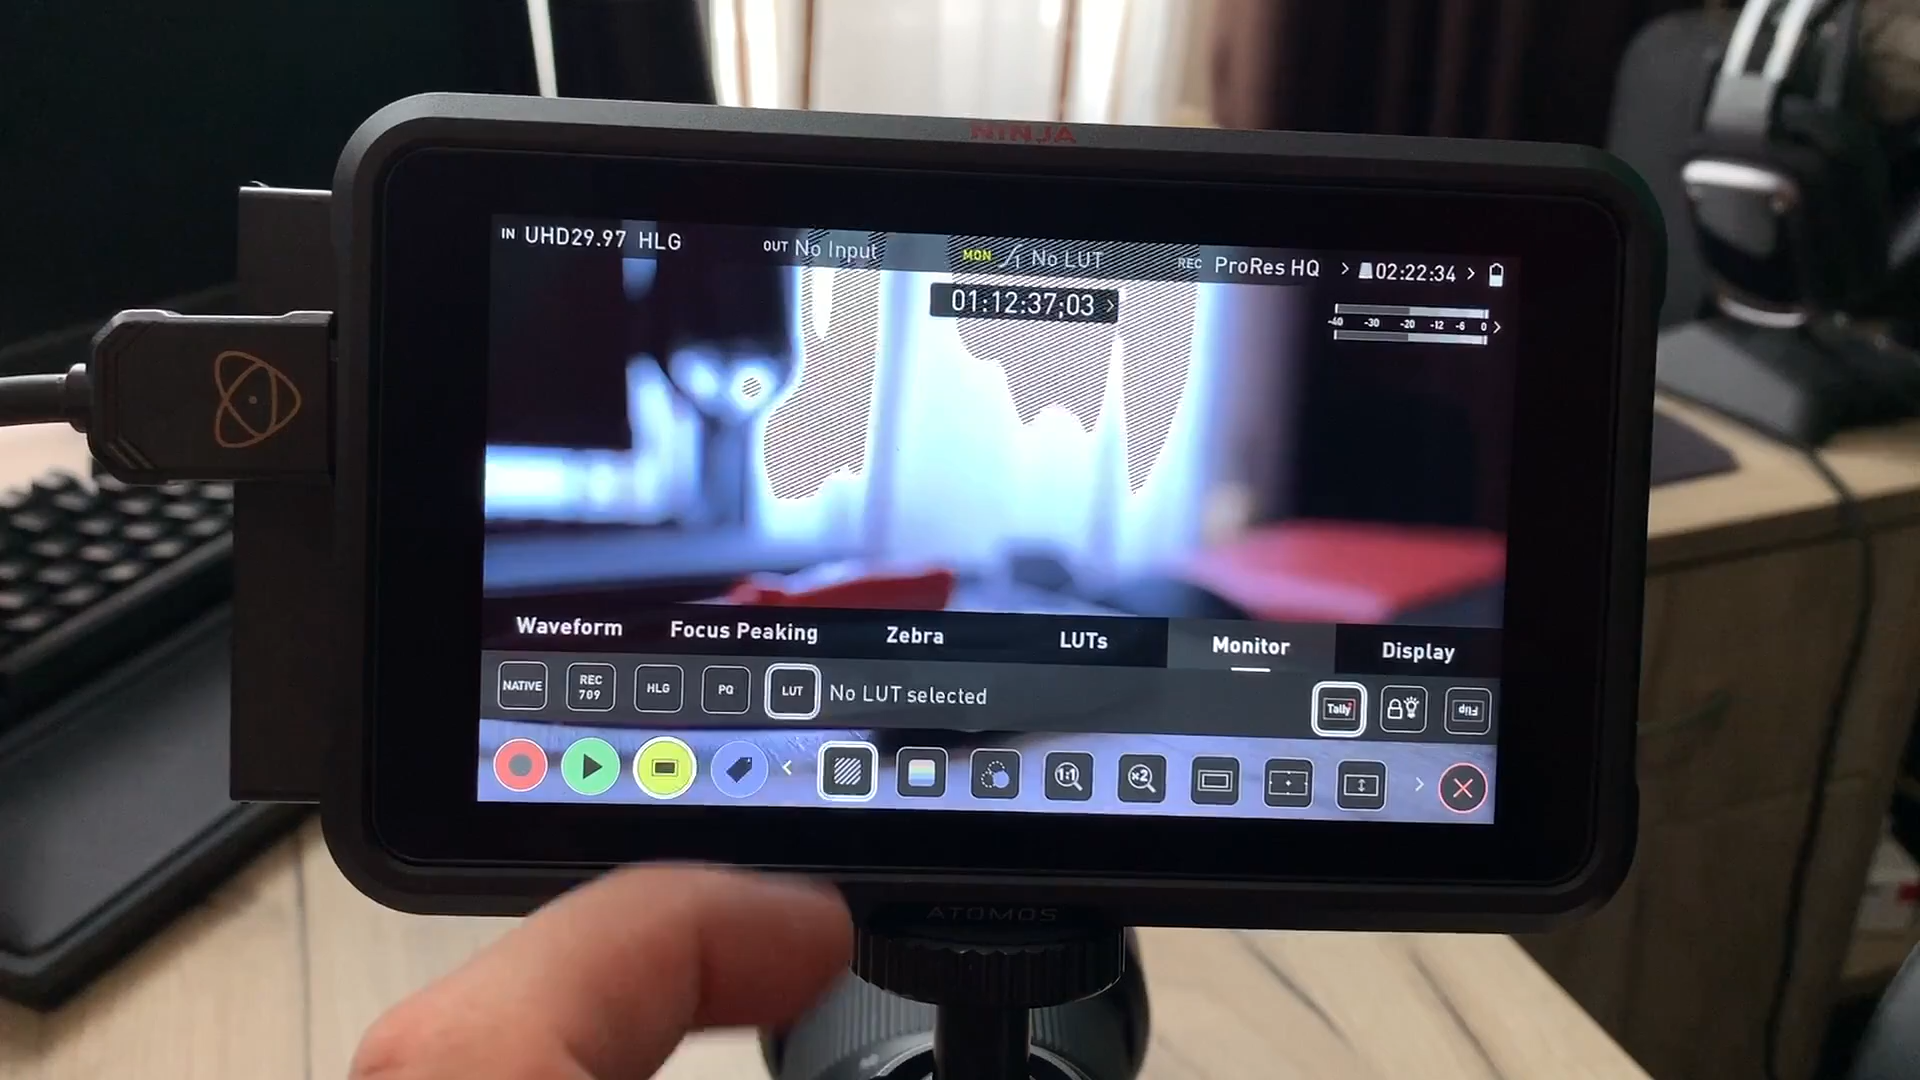 NINJA
IN UHD29.97 HLG
OUT No Input
MON No LUT
REC ProRes HQ
02:22:34
01:12:37;03
-40 -30 -20 -12 -6 0
Waveform
Focus Peaking
Zebra
LUTs
Monitor
Display
NATIVE
REC
709
HLG
PQ
LUT
No LUT selected
Tally
Flip
1:1
x2
ATOMOS